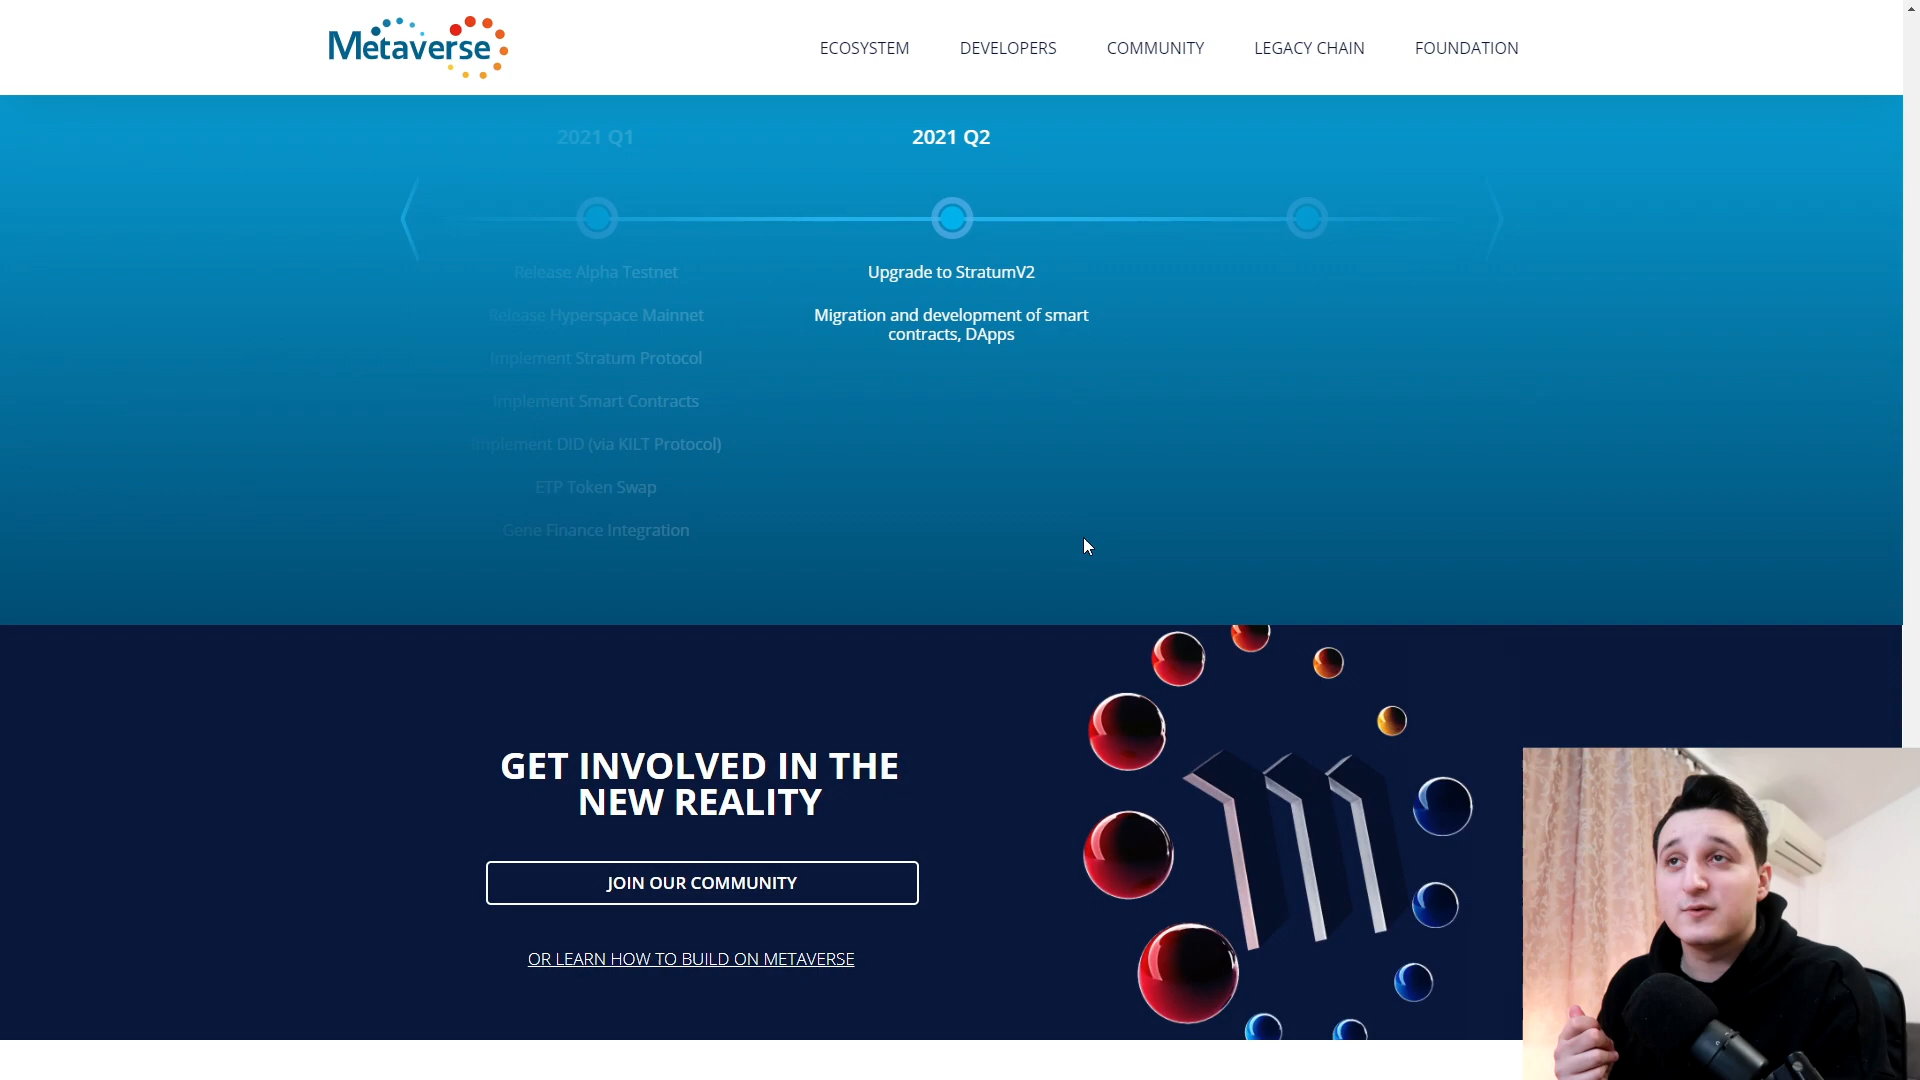 Metaverse
ECOSYSTEM
DEVELOPERS
COMMUNITY
LEGACY CHAIN
FOUNDATION
2021 Q1
Release Alpha Testnet
Release Hyperspace Mainnet
Implement Stratum Protocol
Implement Smart Contracts
Implement DID (via KILT Protocol)
ETP Token Swap
Gene Finance Integration
2021 Q2
Upgrade to StratumV2
Migration and development of smart
contracts, DApps
GET INVOLVED IN THE
NEW REALITY
JOIN OUR COMMUNITY
OR LEARN HOW TO BUILD ON METAVERSE